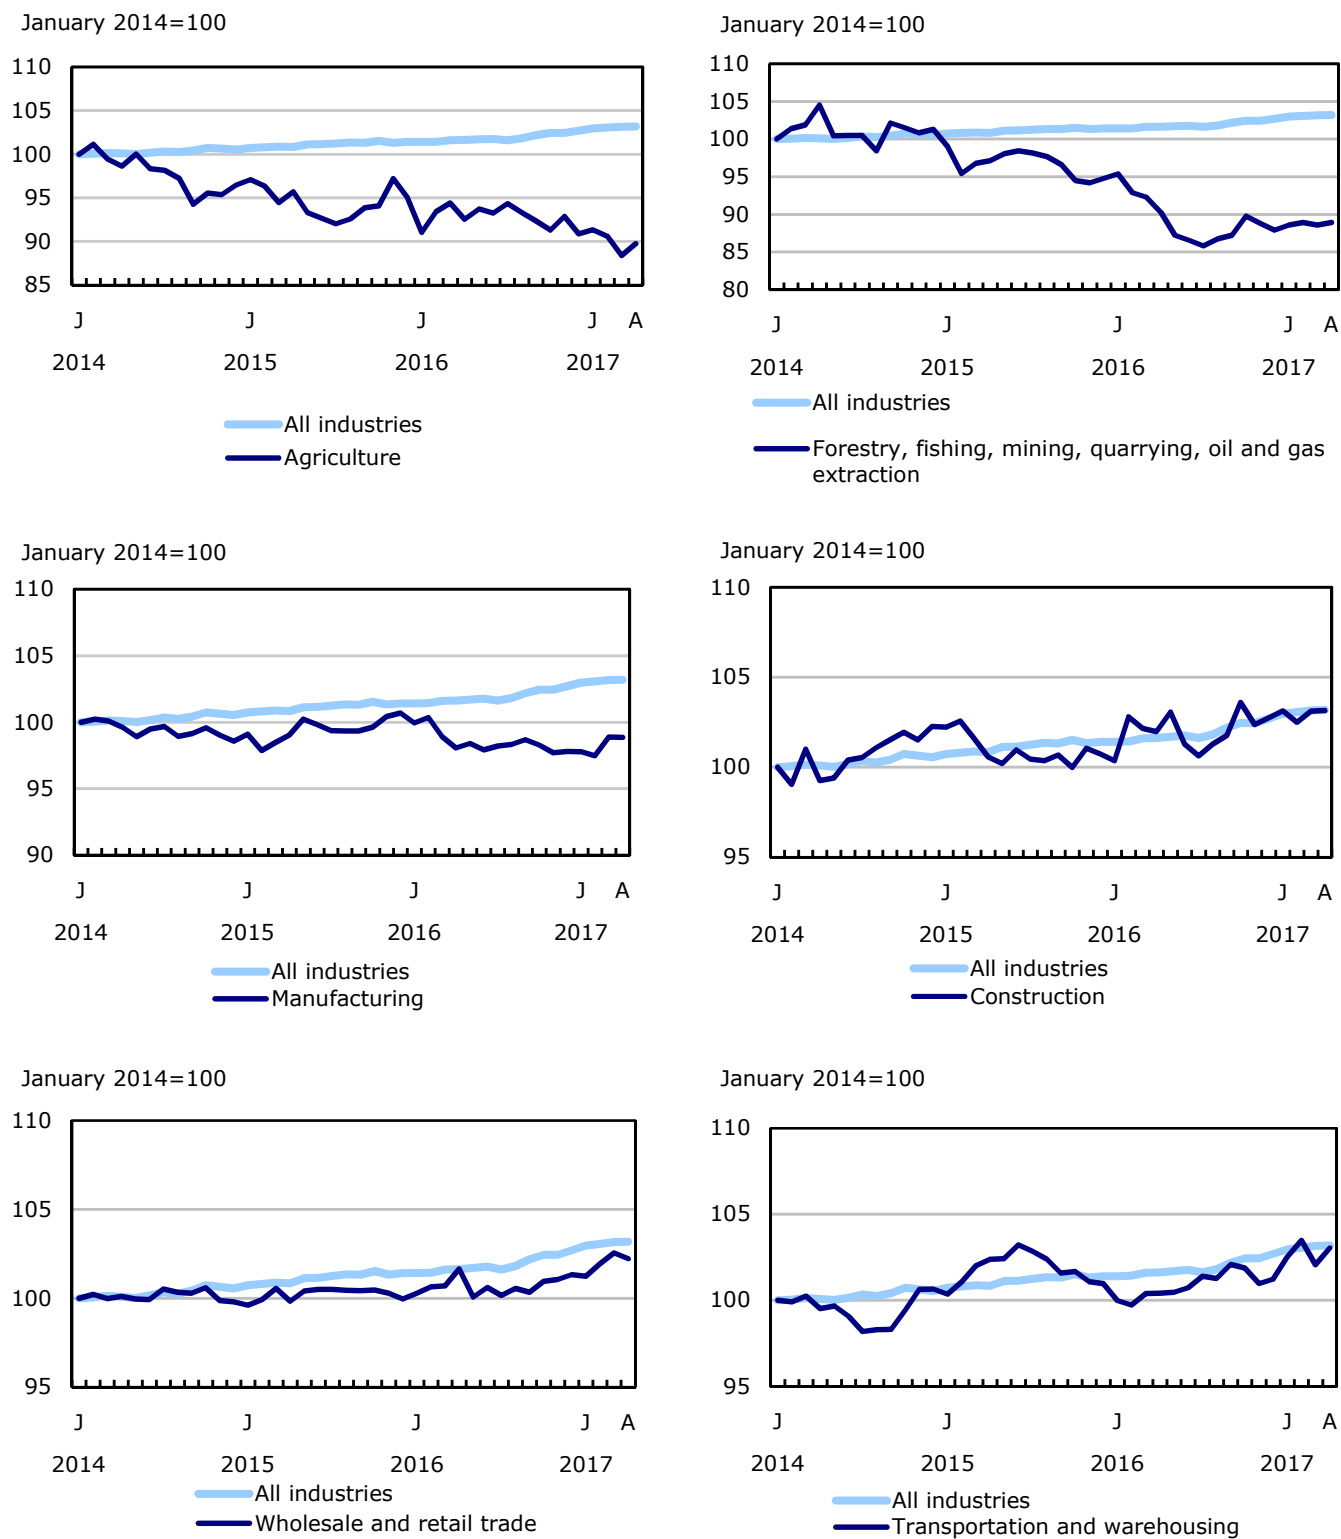 January 2014=100
110
105
100
95
90
85
J J J A
2014 2015 2016 2017
All industries
Agriculture
January 2014=100
110
105
100
95
90
85
80
J J J J A
2014 2015 2016 2017
All industries
Forestry, fishing, mining, quarrying, oil and gas
extraction
January 2014=100
110
105
100
95
90
J J J J A
2014 2015 2016 2017
All industries
Manufacturing
January 2014=100
110
105
100
95
J J J J A
2014 2015 2016 2017
All industries
Construction
January 2014=100
110
105
100
95
J J J J A
2014 2015 2016 2017
All industries
Wholesale and retail trade
January 2014=100
110
105
100
95
J J J J A
2014 2015 2016 2017
All industries
Transportation and warehousing